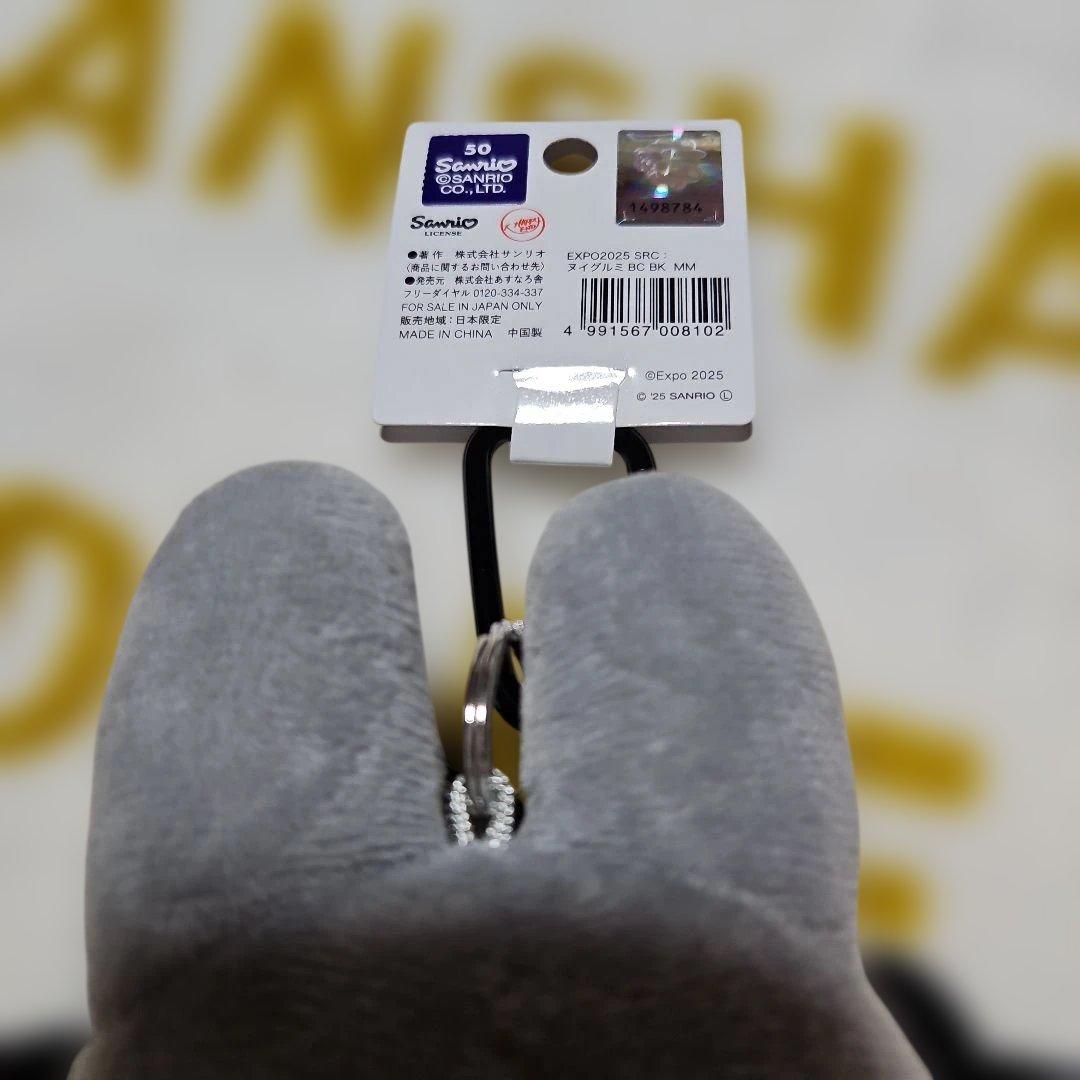 50
Sanrio
©SANRIO
CO., LTD.
1498784
Sanrio
LICENSE
●著作 株式会社サンリオ
(商品に関するお問い合わせ先)
●発売元 株式会社あすなろ舎
フリーダイヤル 0120-334-337
FOR SALE IN JAPAN ONLY
販売地域：日本限定
MADE IN CHINA 中国製
EXPO2025 SRC：
ヌイグルミ BC BK MM
4 991567 008102
©Expo 2025
© '25 SANRIO Ⓛ